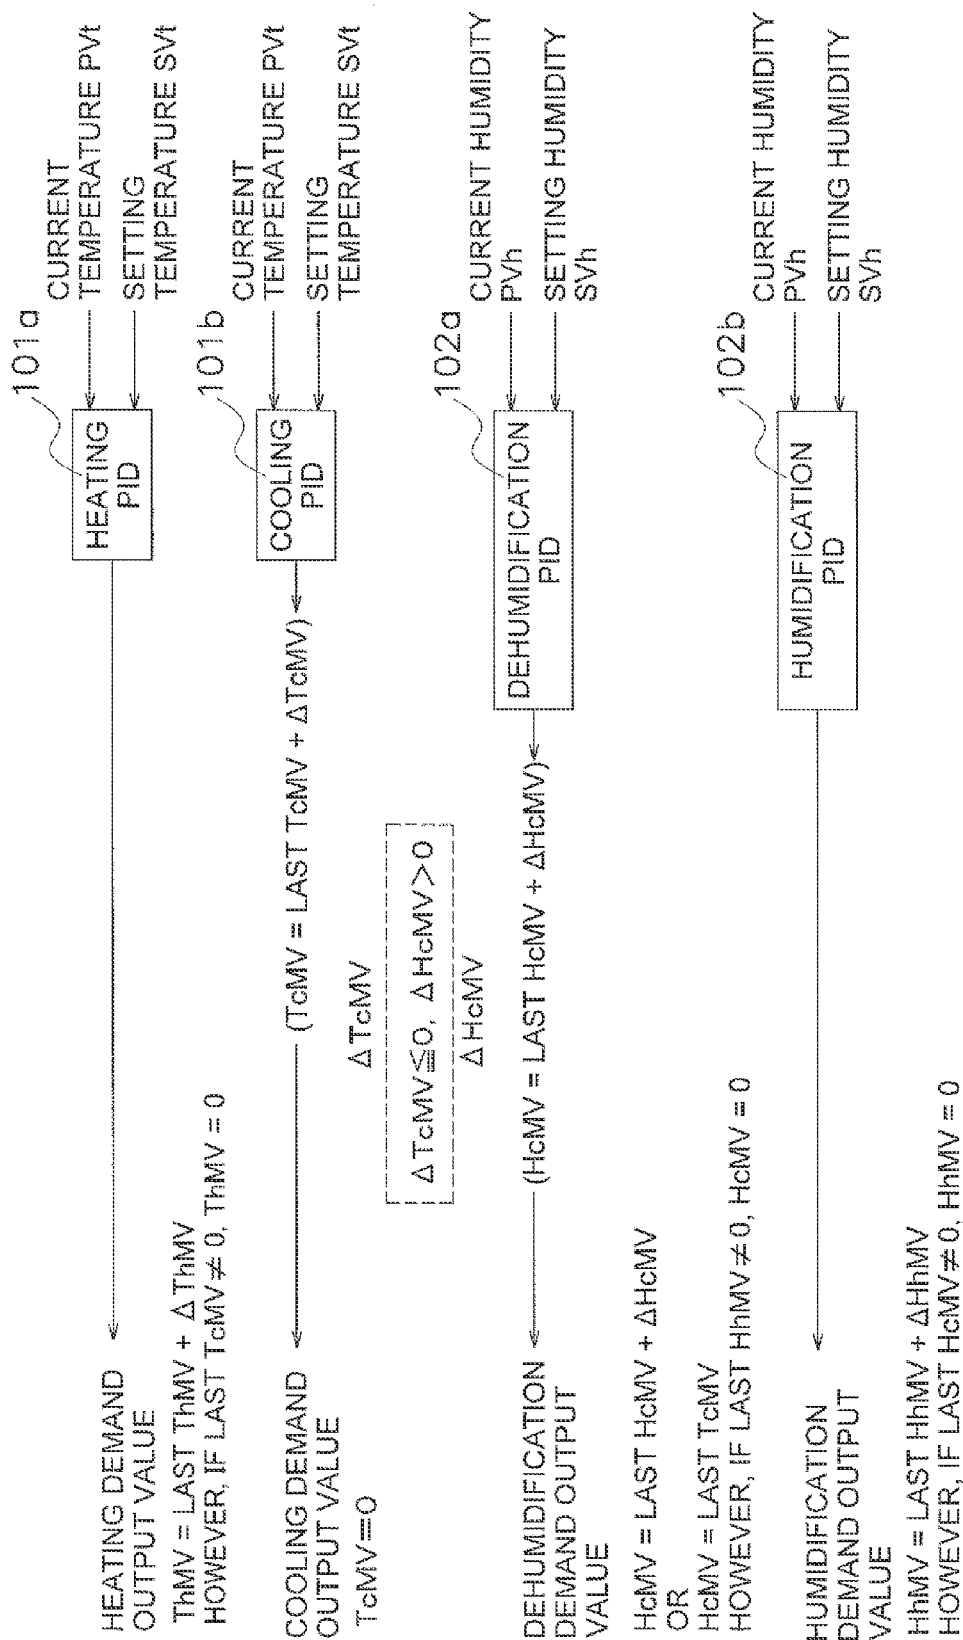 CURRENT
TEMPERATURE PVt
SETTING
TEMPERATURE SVt
101a
HEATING
PID
HEATING DEMAND
OUTPUT VALUE
ThMV = LAST ThMV + ΔThMV
HOWEVER, IF LAST TcMV≠0, ThMV = 0
CURRENT
TEMPERATURE PVt
SETTING
TEMPERATURE SVt
101b
COOLING
PID
(TcMV = LAST TcMV + ΔTcMV)
COOLING DEMAND
OUTPUT VALUE
TcMV=0
ΔTcMV
ΔTcMV≦0, ΔHcMV>0
ΔHcMV
CURRENT HUMIDITY
PVh
SETTING HUMIDITY
SVh
102a
DEHUMIDIFICATION
PID
(HcMV = LAST HcMV + ΔHcMV)
DEHUMIDIFICATION
DEMAND OUTPUT
VALUE
HcMV = LAST HcMV + ΔHcMV
OR
HcMV = LAST TcMV
HOWEVER, IF LAST HhMV≠0, HcMV = 0
CURRENT HUMIDITY
PVh
SETTING HUMIDITY
SVh
102b
HUMIDIFICATION
PID
HUMIDIFICATION
DEMAND OUTPUT
VALUE
HhMV = LAST HhMV + ΔHhMV
HOWEVER, IF LAST HcMV≠0, HhMV = 0